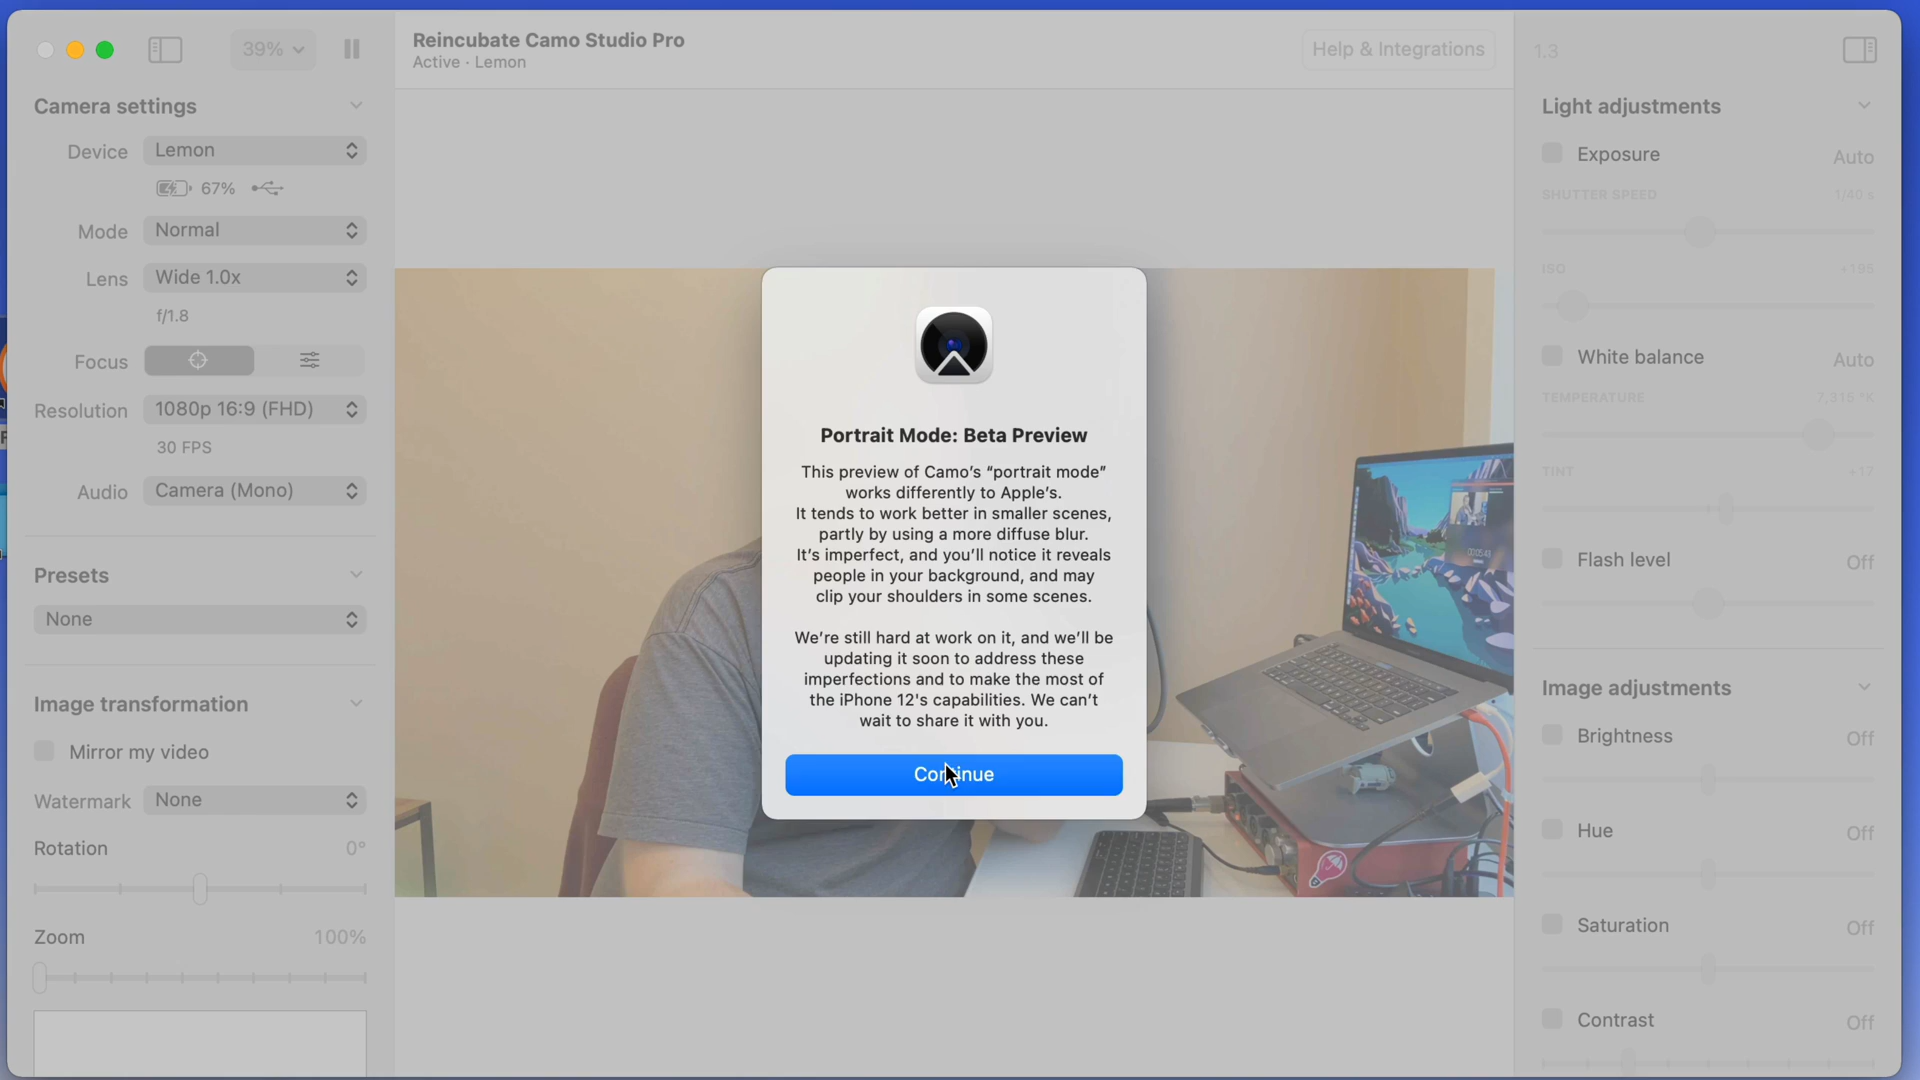 39%
Reincubate Camo Studio Pro
Active · Lemon
Help & Integrations
1.3
Camera settings
Device
Lemon
67%
Mode
Normal
Lens
Wide 1.0x
f/1.8
Focus
Resolution
1080p 16:9 (FHD)
30 FPS
Audio
Camera (Mono)
Presets
None
Image transformation
Mirror my video
Watermark
None
Rotation
0°
Zoom
100%
Portrait Mode: Beta Preview
This preview of Camo’s “portrait mode”
works differently to Apple’s.
It tends to work better in smaller scenes,
partly by using a more diffuse blur.
It’s imperfect, and you’ll notice it reveals
people in your background, and may
clip your shoulders in some scenes.
We’re still hard at work on it, and we’ll be
updating it soon to address these
imperfections and to make the most of
the iPhone 12's capabilities. We can’t
wait to share it with you.
Continue
Light adjustments
Exposure
Auto
SHUTTER SPEED
1/40 s
ISO
+195
White balance
Auto
TEMPERATURE
7,315 °K
TINT
+17
Flash level
Off
Image adjustments
Brightness
Off
Hue
Off
Saturation
Off
Contrast
Off